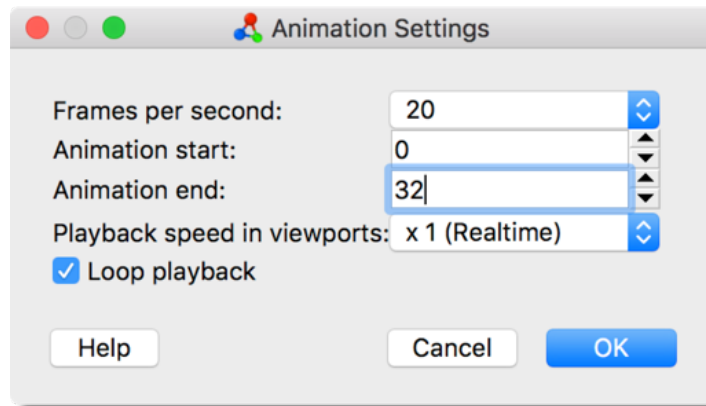 Animation Settings
Frames per second: 20
Animation start: 0
Animation end: 32
Playback speed in viewports: x 1 (Realtime)
Loop playback
Help Cancel OK